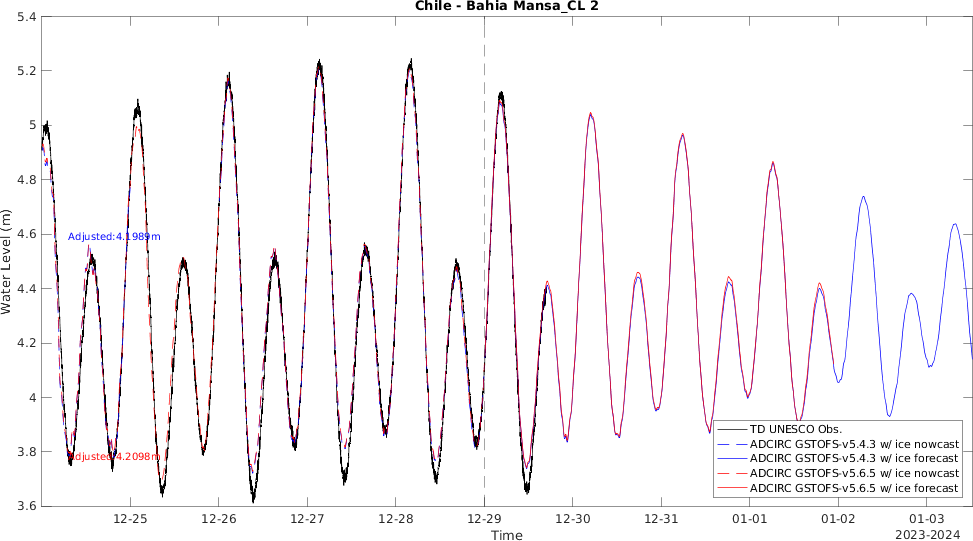 Chile - Bahia Mansa_CL 2
Water Level (m)
5.4
5.2
5
4.8
4.6
4.4
4.2
4
3.8
3.6
Adjusted:4.1989m
Adjusted:4.2098m
TD UNESCO Obs.
ADCIRC GSTOFS-v5.4.3 w/ ice nowcast
ADCIRC GSTOFS-v5.4.3 w/ ice forecast
ADCIRC GSTOFS-v5.6.5 w/ ice nowcast
ADCIRC GSTOFS-v5.6.5 w/ ice forecast
12-25 12-26 12-27 12-28 12-29 12-30 12-31 01-01 01-02 01-03
Time
2023-2024